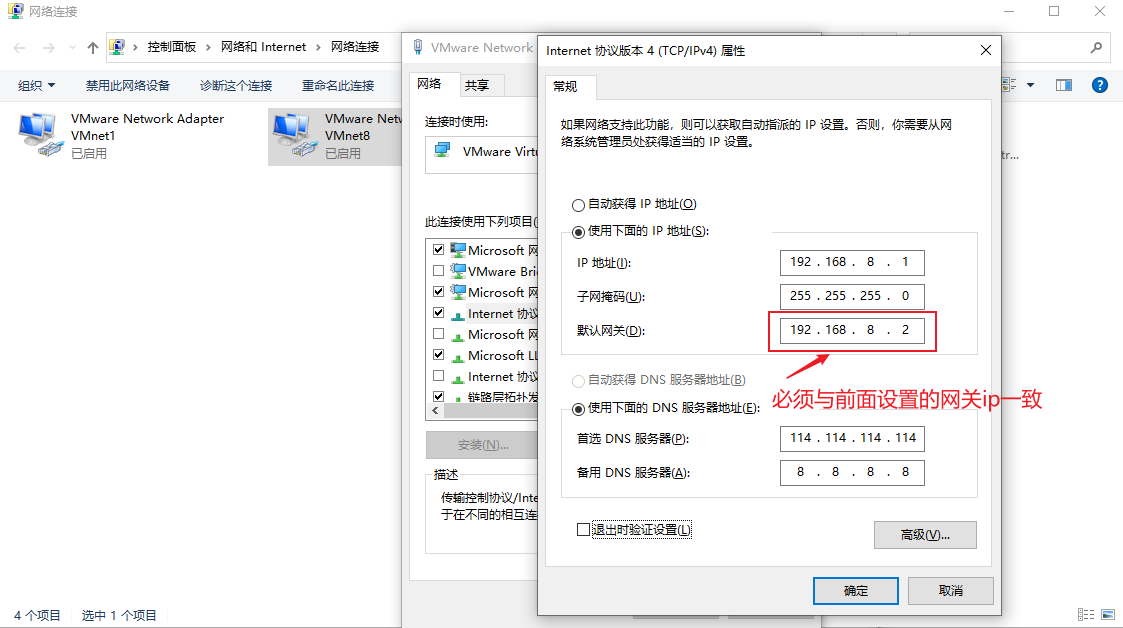 网络连接
控制面板 › 网络和 Internet › 网络连接
组织
禁用此网络设备
诊断这个连接
重命名此连接
VMware Network Adapter
VMnet1
已启用
VMware Netw
VMnet8
已启用
tr...
VMware Network
网络
共享
连接时使用:
VMware Virtu
此连接使用下列项目(
Microsoft 网
VMware Bri
Microsoft 网
Internet 协议
Microsoft 网
Microsoft LL
Internet 协议
链路层拓扑发
安装(N)...
描述
传输控制协议/Inte
于在不同的相互连
Internet 协议版本 4 (TCP/IPv4) 属性
常规
如果网络支持此功能，则可以获取自动指派的 IP 设置。否则，你需要从网
络系统管理员处获得适当的 IP 设置。
自动获得 IP 地址(O)
使用下面的 IP 地址(S):
IP 地址(I):
192 . 168 . 8 . 1
子网掩码(U):
255 . 255 . 255 . 0
默认网关(D):
192 . 168 . 8 . 2
自动获得 DNS 服务器地址(B)
必须与前面设置的网关ip一致
使用下面的 DNS 服务器地址(E):
首选 DNS 服务器(P):
114 . 114 . 114 . 114
备用 DNS 服务器(A):
8 . 8 . 8 . 8
退出时验证设置(L)
高级(V)...
确定
取消
4 个项目
选中 1 个项目